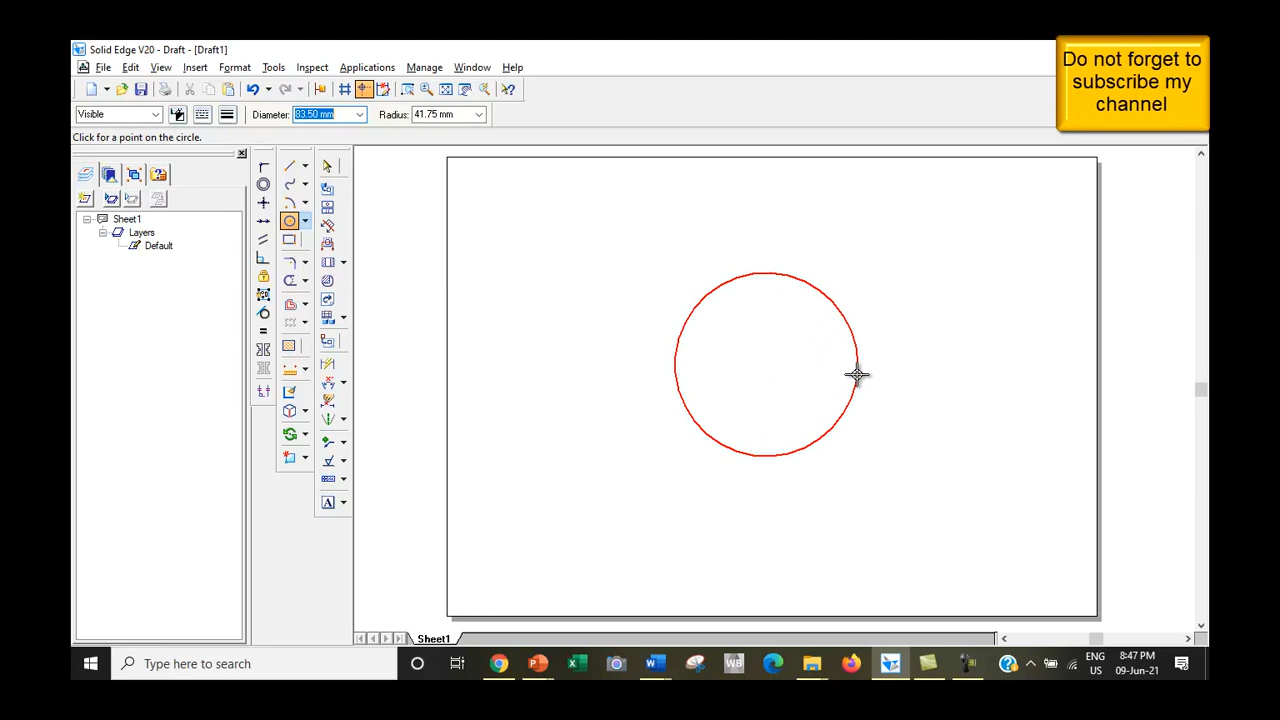 Solid Edge V20 - Draft - [Draft1]
Do not forget to
subscribe my
channel
File Edit View Insert Format Tools Inspect Applications Manage Window Help
Visible Diameter: 83.50 mm Radius: 41.75 mm
Click for a point on the circle.
Sheet1
Layers
Default
A
Sheet1
Type here to search
WB
ENG
US
8:47 PM
09-Jun-21